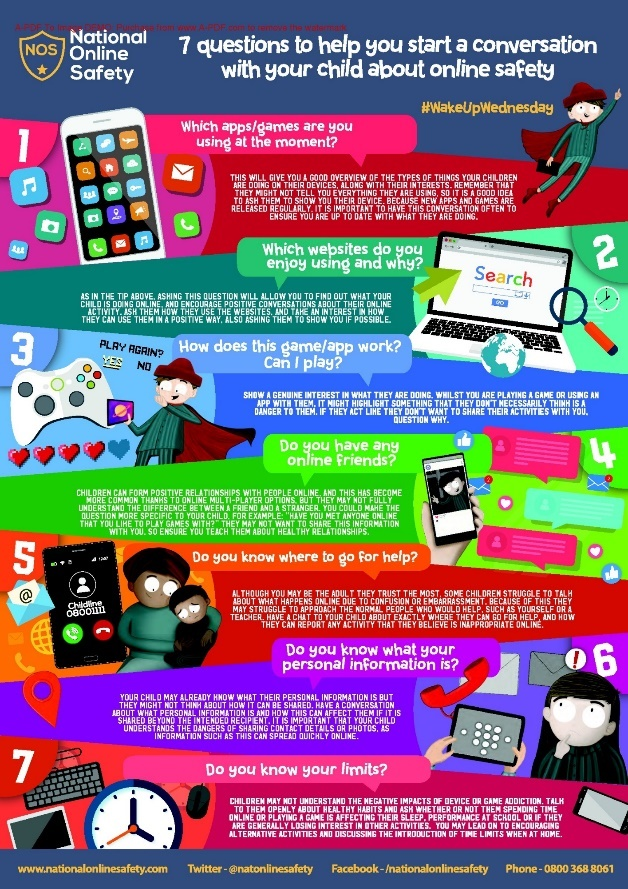 A-PDF To Image DEMO: Purchase from www.A-PDF.com to remove the watermark
NOS
National
Online
Safety
7 questions to help you start a conversation
with your child about online safety
#WakeUpWednesday
1
Which apps/games are you
using at the moment?
THIS WILL GIVE YOU A GOOD OVERVIEW OF THE TYPES OF THINGS YOUR CHILDREN
ARE DOING ON THEIR DEVICES, ALONG WITH THEIR INTERESTS. REMEMBER THAT
THEY MIGHT NOT TELL YOU EVERYTHING THEY ARE USING, SO IT IS A GOOD IDEA
TO ASK THEM TO SHOW YOU THEIR DEVICE. BECAUSE NEW APPS AND GAMES ARE
RELEASED REGULARLY, IT IS IMPORTANT TO HAVE THIS CONVERSATION OFTEN TO
ENSURE YOU ARE UP TO DATE WITH WHAT THEY ARE DOING.
2
Which websites do you
enjoy using and why?
Search
GO
AS IN THE TIP ABOVE, ASKING THIS QUESTION WILL ALLOW YOU TO FIND OUT WHAT YOUR
CHILD IS DOING ONLINE, AND ENCOURAGE POSITIVE CONVERSATIONS ABOUT THEIR ONLINE
ACTIVITY. ASK THEM HOW THEY USE THE WEBSITES, AND TAKE AN INTEREST IN HOW
THEY CAN USE THEM IN A POSITIVE WAY. ALSO ASKING THEM TO SHOW YOU IF POSSIBLE.
3
PLAY AGAIN?
YES NO
How does this game/app work?
Can I play?
SHOW A GENUINE INTEREST IN WHAT THEY ARE DOING. WHILST YOU ARE PLAYING A GAME OR USING AN
APP WITH THEM, IT MIGHT HIGHLIGHT SOMETHING THAT THEY DON'T NECESSARILY THINK IS A
DANGER TO THEM. IF THEY ACT LIKE THEY DON'T WANT TO SHARE THEIR ACTIVITIES WITH YOU,
QUESTION WHY.
4
Do you have any
online friends?
CHILDREN CAN FORM POSITIVE RELATIONSHIPS WITH PEOPLE ONLINE, AND THIS HAS BECOME
MORE COMMON THANKS TO ONLINE MULTI-PLAYER OPTIONS, BUT THEY MAY NOT FULLY
UNDERSTAND THE DIFFERENCE BETWEEN A FRIEND AND A STRANGER. YOU COULD MAKE THE
QUESTION MORE SPECIFIC TO YOUR CHILD, FOR EXAMPLE: "HAVE YOU MET ANYONE ONLINE
THAT YOU LIKE TO PLAY GAMES WITH?" THEY MAY NOT WANT TO SHARE THIS INFORMATION
WITH YOU, SO ENSURE YOU TEACH THEM ABOUT HEALTHY RELATIONSHIPS.
5
Childline
08001111
Do you know where to go for help?
ALTHOUGH YOU MAY BE THE ADULT THEY TRUST THE MOST, SOME CHILDREN STRUGGLE TO TALK
ABOUT WHAT HAPPENS ONLINE DUE TO CONFUSION OR EMBARRASSMENT. BECAUSE OF THIS THEY
MAY STRUGGLE TO APPROACH THE NORMAL PEOPLE WHO WOULD HELP, SUCH AS YOURSELF OR A
TEACHER. HAVE A CHAT TO YOUR CHILD ABOUT EXACTLY WHERE THEY CAN GO FOR HELP, AND HOW
THEY CAN REPORT ANY ACTIVITY THAT THEY BELIEVE IS INAPPROPRIATE ONLINE.
6
Do you know what your
personal information is?
YOUR CHILD MAY ALREADY KNOW WHAT THEIR PERSONAL INFORMATION IS BUT
THEY MIGHT NOT THINK ABOUT HOW IT CAN BE SHARED. HAVE A CONVERSATION
ABOUT WHAT PERSONAL INFORMATION IS AND HOW THIS CAN AFFECT THEM IF IT IS
SHARED BEYOND THE INTENDED RECIPIENT. IT IS IMPORTANT THAT YOUR CHILD
UNDERSTANDS THE DANGERS OF SHARING CONTACT DETAILS OR PHOTOS, AS
INFORMATION SUCH AS THIS CAN SPREAD QUICKLY ONLINE.
7
Do you know your limits?
CHILDREN MAY NOT UNDERSTAND THE NEGATIVE IMPACTS OF DEVICE OR GAME ADDICTION. TALK
TO THEM OPENLY ABOUT HEALTHY HABITS AND ASK WHETHER OR NOT THEM SPENDING TIME
ONLINE OR PLAYING A GAME IS AFFECTING THEIR SLEEP, PERFORMANCE AT SCHOOL OR IF THEY
ARE GENERALLY LOSING INTEREST IN OTHER ACTIVITIES. YOU MAY LEAD ON TO ENCOURAGING
ALTERNATIVE ACTIVITIES AND DISCUSSING THE INTRODUCTION OF TIME LIMITS WHEN AT HOME.
www.nationalonlinesafety.com Twitter - @natonlinesafety Facebook - /nationalonlinesafety Phone - 0800 368 8061